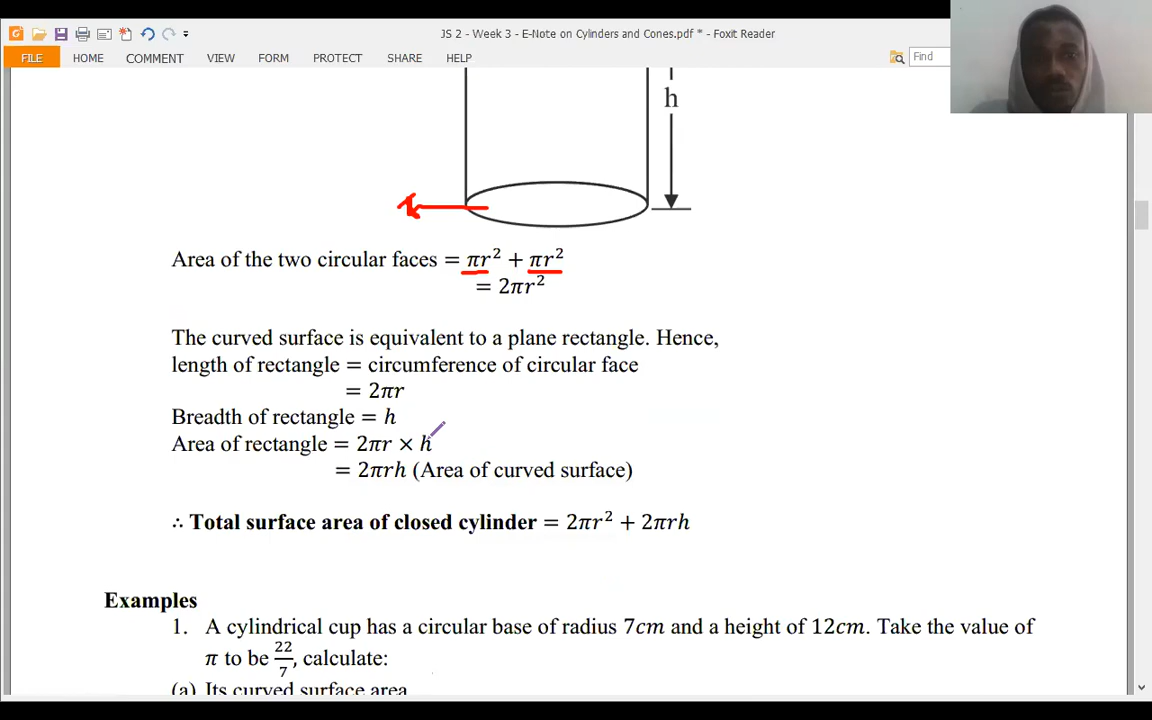 JS 2 - Week 3 - E-Note on Cylinders and Cones.pdf * - Foxit Reader
FILE HOME COMMENT VIEW FORM PROTECT SHARE HELP Find
h
Area of the two circular faces = πr² + πr²
= 2πr²
The curved surface is equivalent to a plane rectangle. Hence,
length of rectangle = circumference of circular face
= 2πr
Breadth of rectangle = h
Area of rectangle = 2πr × h
= 2πrh (Area of curved surface)
∴ Total surface area of closed cylinder = 2πr² + 2πrh
Examples
1. A cylindrical cup has a circular base of radius 7cm and a height of 12cm. Take the value of
π to be 22/7, calculate:
(a) Its curved surface area